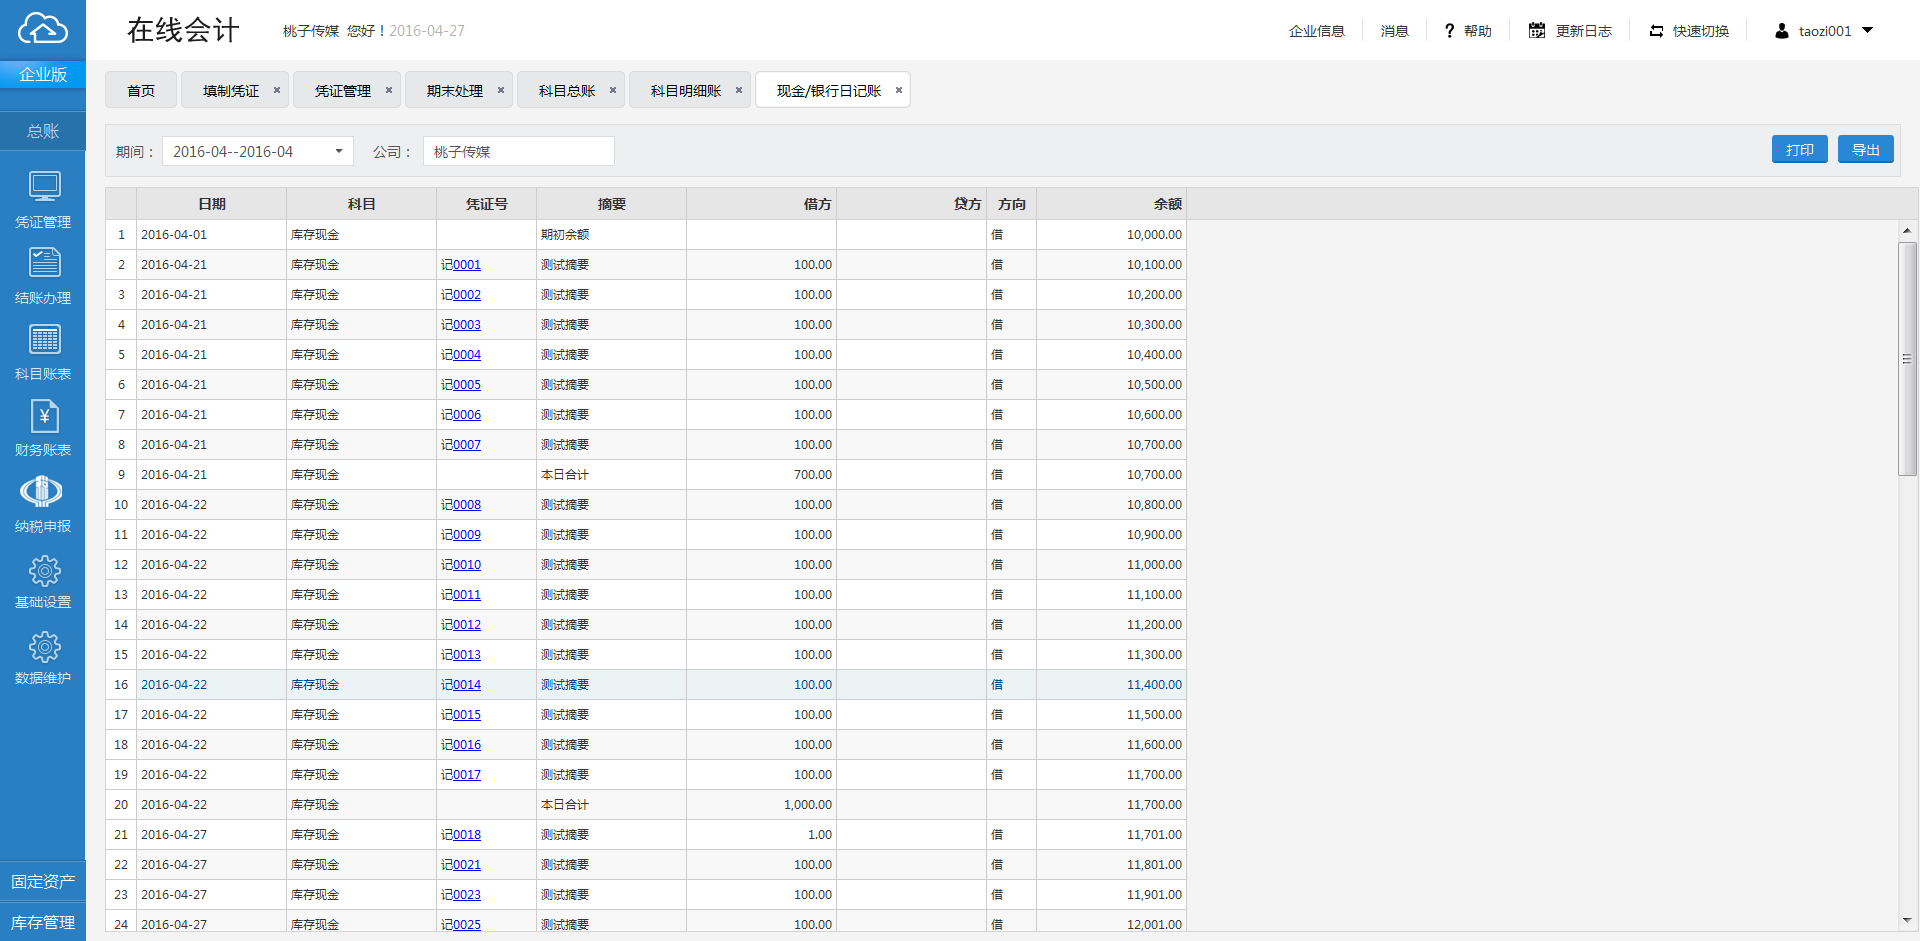 在线会计 桃子传媒 您好！2016-04-27 企业信息 消息 ? 帮助 更新日志 快速切换 taozi001
企业版
总账
凭证管理
结账办理
科目账表
财务账表
纳税申报
基础设置
数据维护
固定资产
库存管理
首页 填制凭证 × 凭证管理 × 期末处理 × 科目总账 × 科目明细账 × 现金/银行日记账 ×
期间： 2016-04--2016-04 公司： 桃子传媒 打印 导出
日期 科目 凭证号 摘要 借方 贷方 方向 余额
1 2016-04-01 库存现金 期初余额 借 10,000.00
2 2016-04-21 库存现金 记0001 测试摘要 100.00 借 10,100.00
3 2016-04-21 库存现金 记0002 测试摘要 100.00 借 10,200.00
4 2016-04-21 库存现金 记0003 测试摘要 100.00 借 10,300.00
5 2016-04-21 库存现金 记0004 测试摘要 100.00 借 10,400.00
6 2016-04-21 库存现金 记0005 测试摘要 100.00 借 10,500.00
7 2016-04-21 库存现金 记0006 测试摘要 100.00 借 10,600.00
8 2016-04-21 库存现金 记0007 测试摘要 100.00 借 10,700.00
9 2016-04-21 库存现金 本日合计 700.00 借 10,700.00
10 2016-04-22 库存现金 记0008 测试摘要 100.00 借 10,800.00
11 2016-04-22 库存现金 记0009 测试摘要 100.00 借 10,900.00
12 2016-04-22 库存现金 记0010 测试摘要 100.00 借 11,000.00
13 2016-04-22 库存现金 记0011 测试摘要 100.00 借 11,100.00
14 2016-04-22 库存现金 记0012 测试摘要 100.00 借 11,200.00
15 2016-04-22 库存现金 记0013 测试摘要 100.00 借 11,300.00
16 2016-04-22 库存现金 记0014 测试摘要 100.00 借 11,400.00
17 2016-04-22 库存现金 记0015 测试摘要 100.00 借 11,500.00
18 2016-04-22 库存现金 记0016 测试摘要 100.00 借 11,600.00
19 2016-04-22 库存现金 记0017 测试摘要 100.00 借 11,700.00
20 2016-04-22 库存现金 本日合计 1,000.00 11,700.00
21 2016-04-27 库存现金 记0018 测试摘要 1.00 借 11,701.00
22 2016-04-27 库存现金 记0021 测试摘要 100.00 借 11,801.00
23 2016-04-27 库存现金 记0023 测试摘要 100.00 借 11,901.00
24 2016-04-27 库存现金 记0025 测试摘要 100.00 借 12,001.00